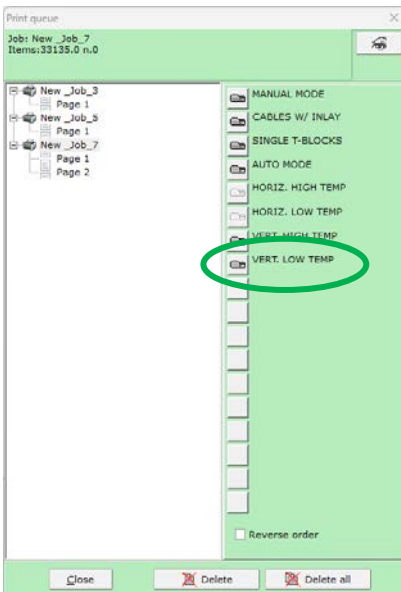 Print queue
Job: New _Job_7
Items:33135.0 n.0
New _Job_3
Page 1
New _Job_5
Page 1
New _Job_7
Page 1
Page 2
MANUAL MODE
CABLES W/ INLAY
SINGLE T-BLOCKS
AUTO MODE
HORIZ. HIGH TEMP
HORIZ. LOW TEMP
VERT. HIGH TEMP
VERT. LOW TEMP
Reverse order
Close
Delete
Delete all